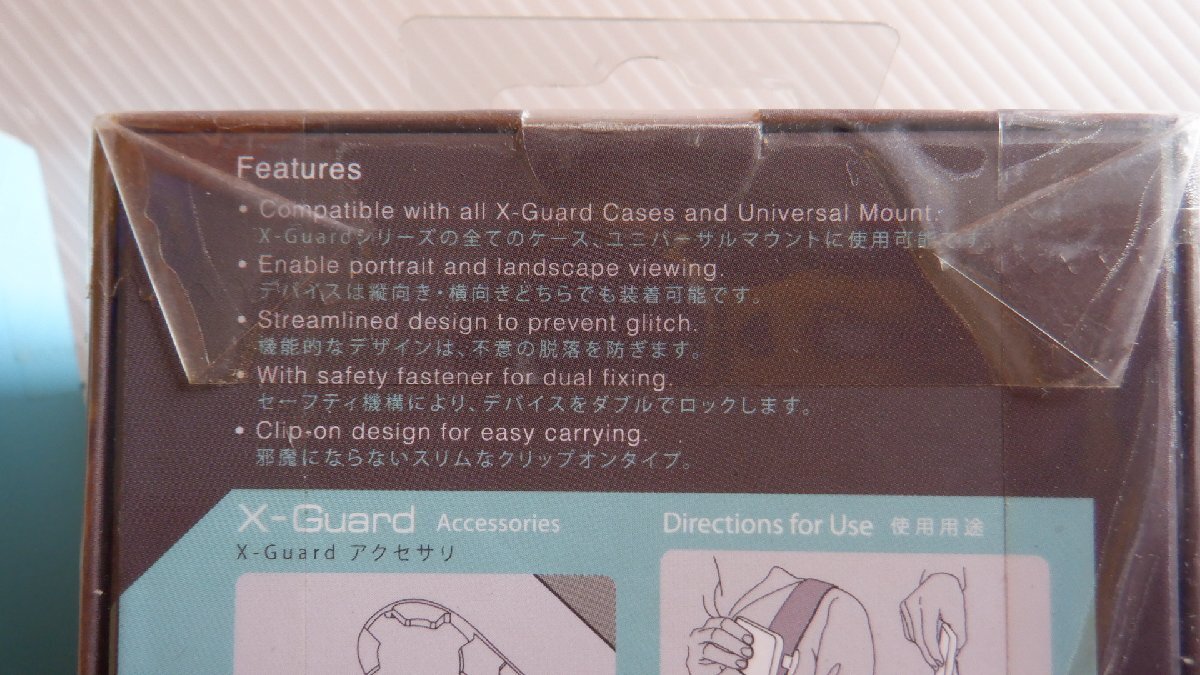 Features
• Compatible with all X-Guard Cases and Universal Mount.
X-Guardシリーズの全てのケース、ユニバーサルマウントに使用可能です。
• Enable portrait and landscape viewing.
デバイスは縦向き・横向きどちらでも装着可能です。
• Streamlined design to prevent glitch.
機能的なデザインは、不意の脱落を防ぎます。
• With safety fastener for dual fixing.
セーフティ機構により、デバイスをダブルでロックします。
• Clip-on design for easy carrying.
邪魔にならないスリムなクリップオンタイプ。
X-Guard Accessories
X-Guard アクセサリ
Directions for Use 使用用途